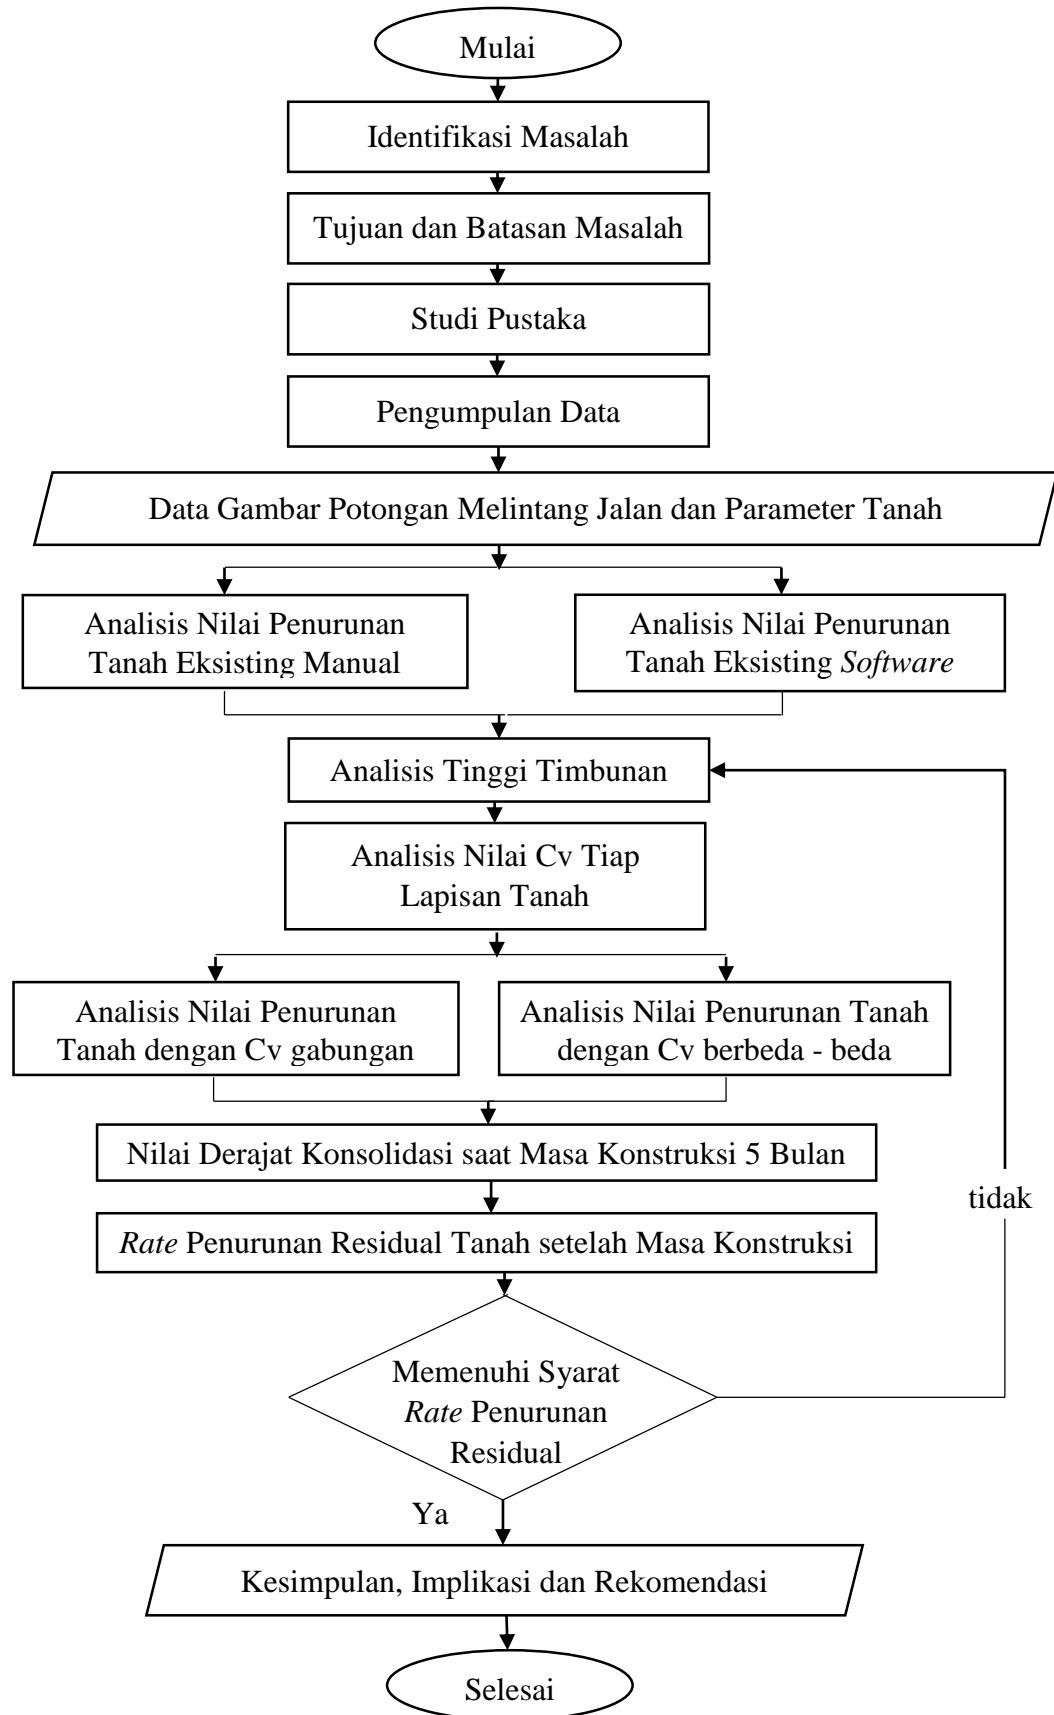 Mulai
Identifikasi Masalah
Tujuan dan Batasan Masalah
Studi Pustaka
Pengumpulan Data
Data Gambar Potongan Melintang Jalan dan Parameter Tanah
Analisis Nilai Penurunan
Tanah Eksisting Manual
Analisis Nilai Penurunan
Tanah Eksisting Software
Analisis Tinggi Timbunan
Analisis Nilai Cv Tiap
Lapisan Tanah
Analisis Nilai Penurunan
Tanah dengan Cv gabungan
Analisis Nilai Penurunan Tanah
dengan Cv berbeda - beda
Nilai Derajat Konsolidasi saat Masa Konstruksi 5 Bulan
tidak
Rate Penurunan Residual Tanah setelah Masa Konstruksi
Memenuhi Syarat
Rate Penurunan
Residual
Ya
Kesimpulan, Implikasi dan Rekomendasi
Selesai